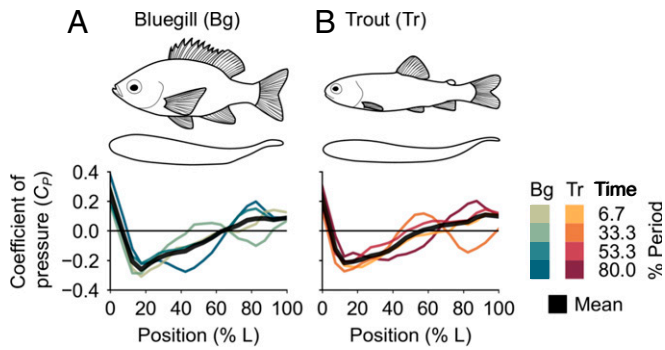 A Bluegill (Bg)
B Trout (Tr)
Coefficient of
pressure (Cₚ)
0.4
0.2
0.0
−0.2
−0.4
0 20 40 60 80 100
Position (% L)
0 20 40 60 80 100
Position (% L)
Bg Tr Time
6.7
33.3
53.3
80.0
% Period
Mean